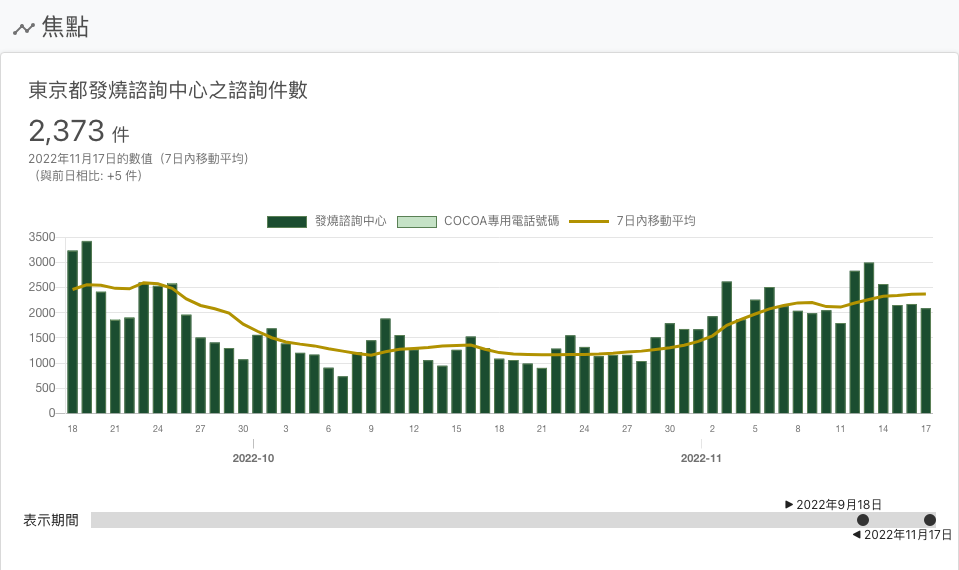 焦點
東京都發燒諮詢中心之諮詢件數
2,373 件
2022年11月17日的數值（7日內移動平均）
（與前日相比: +5 件）
發燒諮詢中心 COCOA專用電話號碼 7日內移動平均
3500
3000
2500
2000
1500
1000
500
0
18 21 24 27 30 3 6 9 12 15 18 21 24 27 30 2 5 8 11 14 17
2022-10 2022-11
▶ 2022年9月18日
表示期間
◀ 2022年11月17日